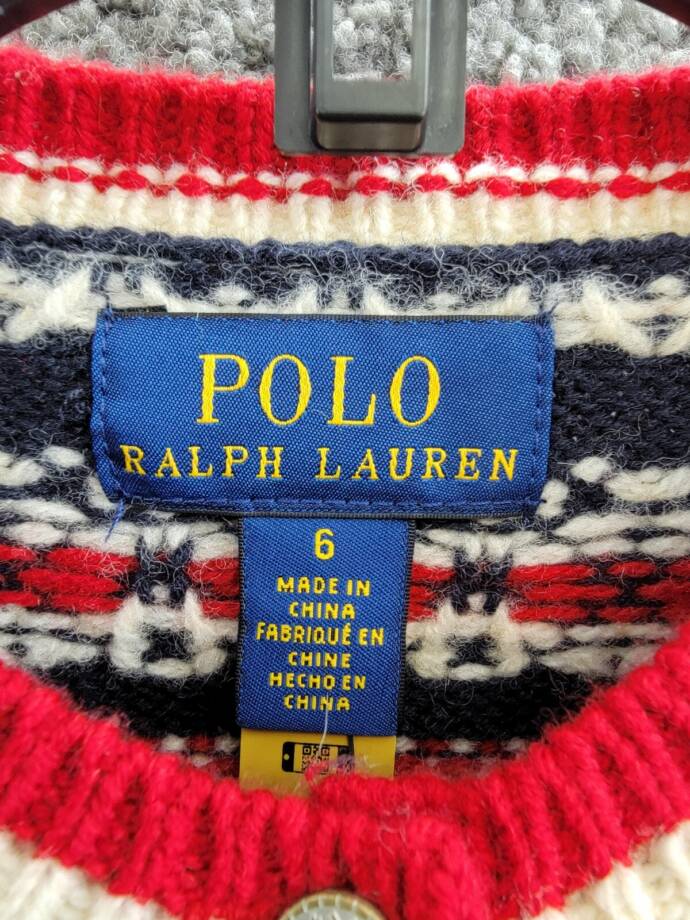 POLO
RALPH LAUREN
6
MADE IN
CHINA
FABRIQUÉ EN
CHINE
HECHO EN
CHINA